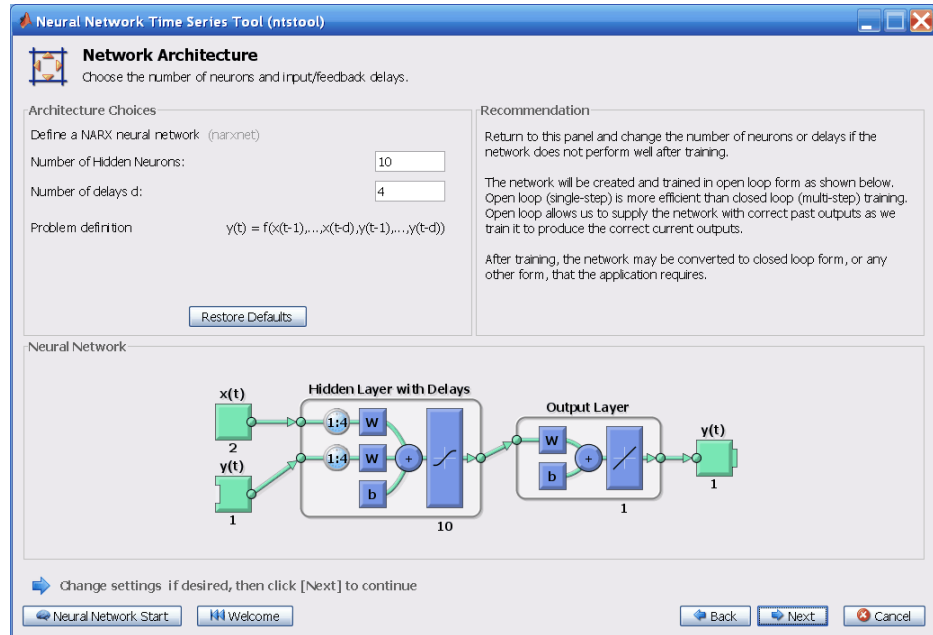 Neural Network Time Series Tool (ntstool)
Network Architecture
Choose the number of neurons and input/feedback delays.
Architecture Choices
Define a NARX neural network (narxnet)
Number of Hidden Neurons: 10
Number of delays d: 4
Problem definition y(t) = f(x(t-1),...,x(t-d),y(t-1),...,y(t-d))
Restore Defaults
Recommendation
Return to this panel and change the number of neurons or delays if the
network does not perform well after training.
The network will be created and trained in open loop form as shown below.
Open loop (single-step) is more efficient than closed loop (multi-step) training.
Open loop allows us to supply the network with correct past outputs as we
train it to produce the correct current outputs.
After training, the network may be converted to closed loop form, or any
other form, that the application requires.
Neural Network
x(t)
2
y(t)
1
Hidden Layer with Delays
1:4 W
1:4 W +
b
10
Output Layer
W +
b
1
y(t)
1
Change settings if desired, then click [Next] to continue
Neural Network Start Welcome Back Next Cancel